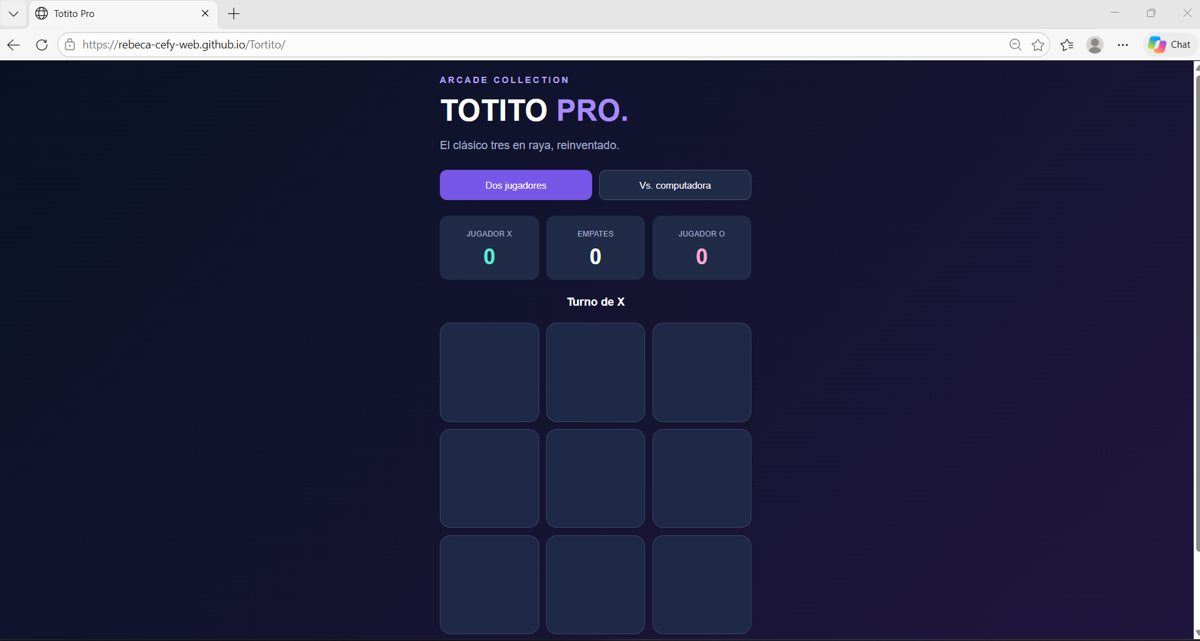 Totito Pro
https://rebeca-cefy-web.github.io/Tortito/
Chat
ARCADE COLLECTION
TOTITO PRO.
El clásico tres en raya, reinventado.
Dos jugadores
Vs. computadora
JUGADOR X
0
EMPATES
0
JUGADOR O
0
Turno de X